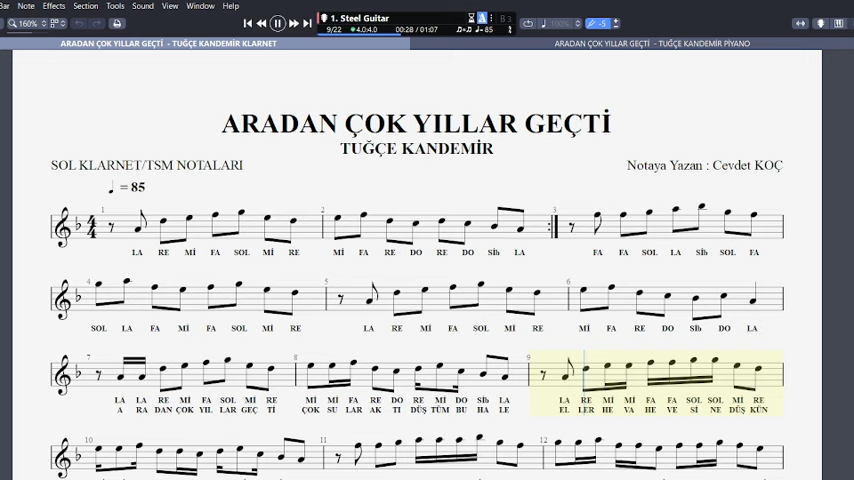 Bar Note Effects Section Tools Sound View Window
160% 1. Steel Guitar B3 -5
9/22 4.0:4.0 00:28 / 01:07 = 85
ARADAN ÇOK YILLAR GEÇTİ - TUĞÇE KANDEMİR KLARNET ARADAN ÇOK YILLAR GEÇTİ - TUĞÇE KANDEMİR PİYANO
ARADAN ÇOK YILLAR GEÇTİ
TUĞÇE KANDEMİR
SOL KLARNET/TSM NOTALARI Notaya Yazan : Cevdet KOÇ
= 85
1 2 3
4 4
LA RE Mİ FA SOL Mİ RE Mİ FA RE DO RE DO Sİb LA FA FA SOL LA Sİb SOL FA
4 5 6
SOL LA FA Mİ FA SOL Mİ RE LA RE Mİ FA SOL Mİ RE Mİ FA RE DO Sİb DO LA
7 8 9
LA LA LA RE Mİ FA SOL Mİ RE Mİ Mİ Mİ FA RE DO RE Mİ DO Sİb LA LA RE Mİ Mİ FA FA SOL SOL Mİ RE
A RA DAN ÇOK YIL LAR GEÇ Tİ ÇOK SU LAR AK TI DÜŞ TÜM BU HA LE EL LER HE VA HE VE Sİ NE DÜŞ KÜN
10 11 12